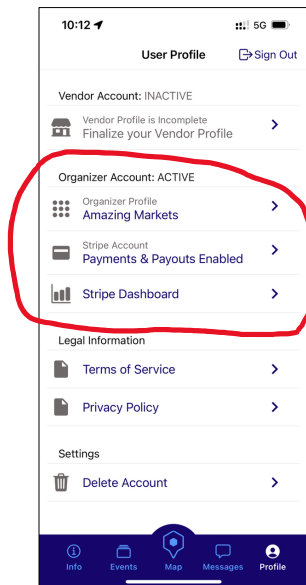 10:12
5G
User Profile
Sign Out
Vendor Account: INACTIVE
Vendor Profile is Incomplete
Finalize your Vendor Profile
Organizer Account: ACTIVE
Organizer Profile
Amazing Markets
Stripe Account
Payments & Payouts Enabled
Stripe Dashboard
Legal Information
Terms of Service
Privacy Policy
Settings
Delete Account
Info Events Map Messages Profile